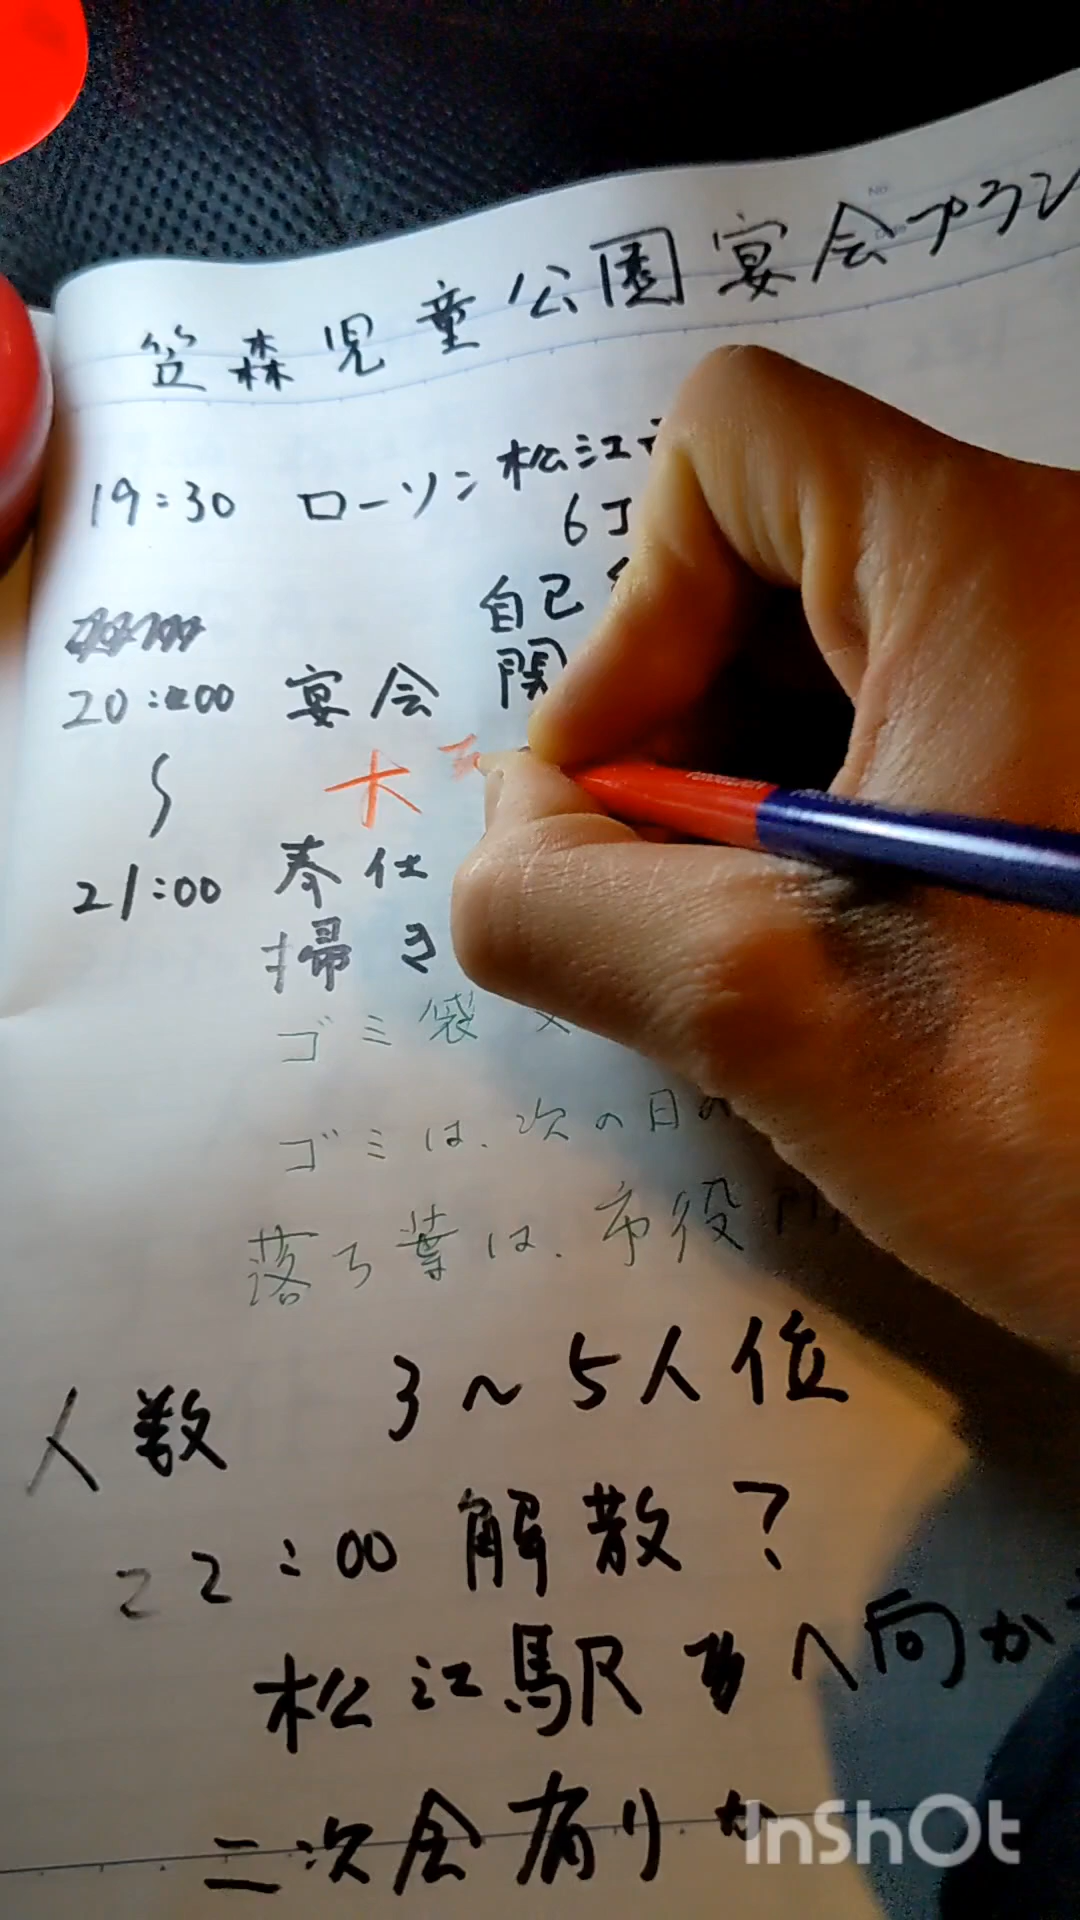 笠森児童公園宴会プラン
19:30 ローソン 松江
6丁
自己
20:00 宴会 関
大
21:00 奉仕
掃き
ゴミ袋
ゴミは、次の日の
落ち葉は、市役
人数 3〜5人位
22:00 解散?
松江駅へ向か
二次会有りか
InShOt